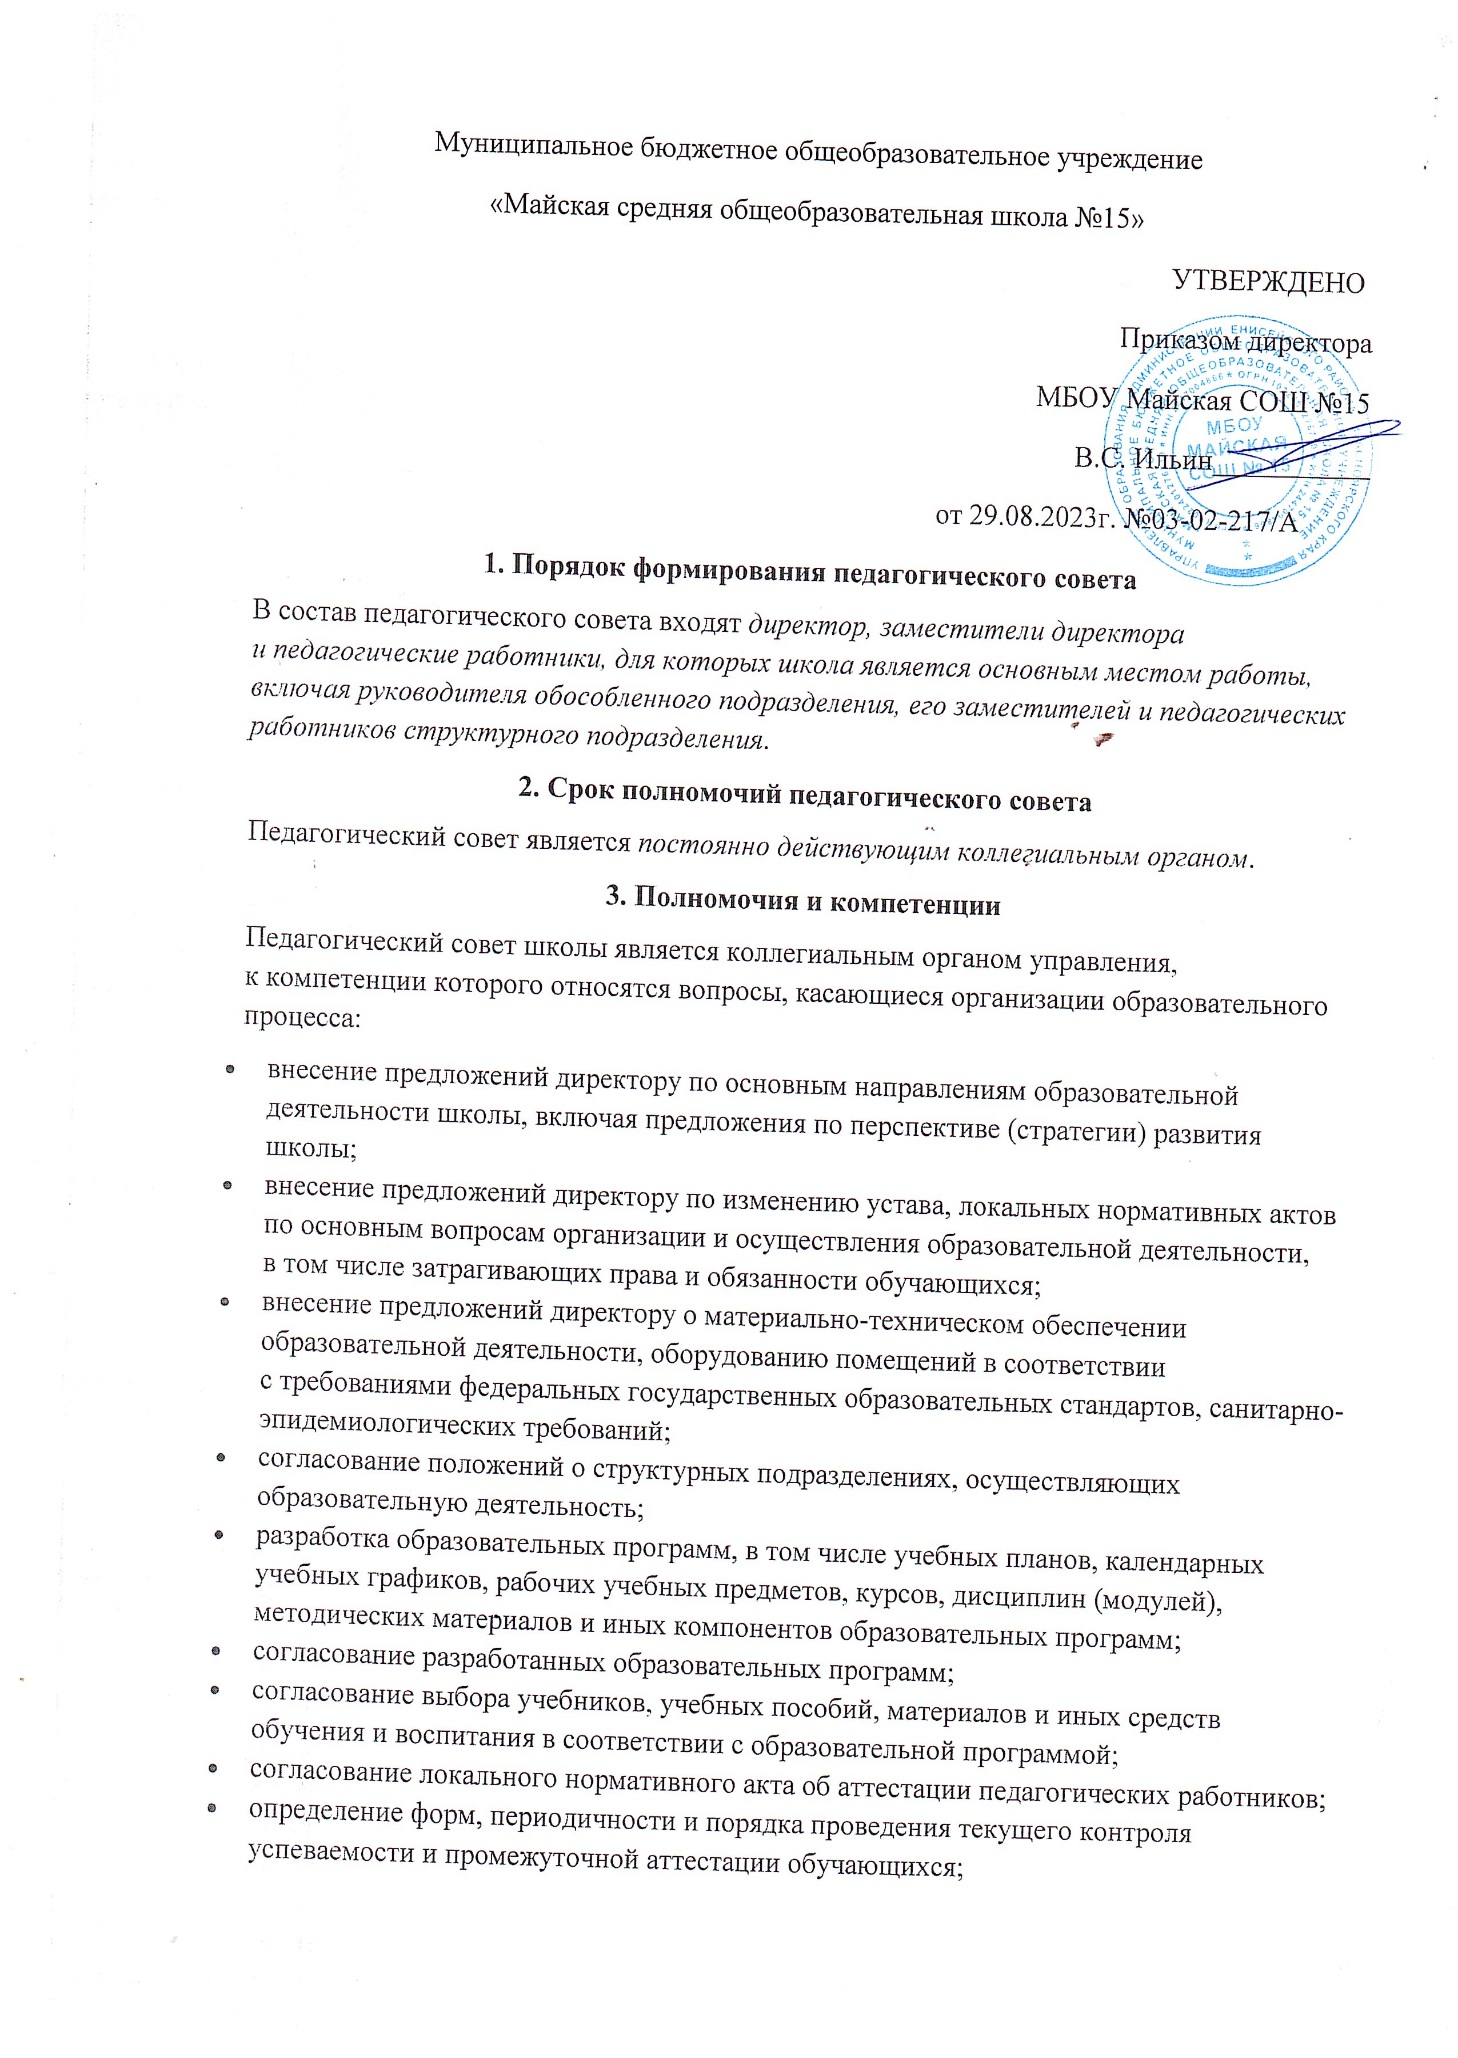 Муниципальное бюджетное общеобразовательное учреждение
«Майская средняя общеобразовательная школа №15»
УТВЕРЖДЕНО
Приказом директора
МБОУ Майская СОШ №15
В.С. Ильин
от 29.08.2023г. №03-02-217/А
МБОУ
МАЙСКАЯ
СОШ №
1. Порядок формирования педагогического совета
В состав педагогического совета входят директор, заместители директора
и педагогические работники, для которых школа является основным местом работы,
включая руководителя обособленного подразделения, его заместителей и педагогических
работников структурного подразделения.
2. Срок полномочий педагогического совета
Педагогический совет является постоянно действующим коллегиальным органом.
3. Полномочия и компетенции
Педагогический совет школы является коллегиальным органом управления,
к компетенции которого относятся вопросы, касающиеся организации образовательного
процесса:
• внесение предложений директору по основным направлениям образовательной
деятельности школы, включая предложения по перспективе (стратегии) развития
школы;
• внесение предложений директору по изменению устава, локальных нормативных актов
по основным вопросам организации и осуществления образовательной деятельности,
в том числе затрагивающих права и обязанности обучающихся;
• внесение предложений директору о материально-техническом обеспечении
образовательной деятельности, оборудованию помещений в соответствии
с требованиями федеральных государственных образовательных стандартов, санитарно-
эпидемиологических требований;
• согласование положений о структурных подразделениях, осуществляющих
образовательную деятельность;
• разработка образовательных программ, в том числе учебных планов, календарных
учебных графиков, рабочих учебных предметов, курсов, дисциплин (модулей),
методических материалов и иных компонентов образовательных программ;
• согласование разработанных образовательных программ;
• согласование выбора учебников, учебных пособий, материалов и иных средств
обучения и воспитания в соответствии с образовательной программой;
• согласование локального нормативного акта об аттестации педагогических работников;
• определение форм, периодичности и порядка проведения текущего контроля
успеваемости и промежуточной аттестации обучающихся;